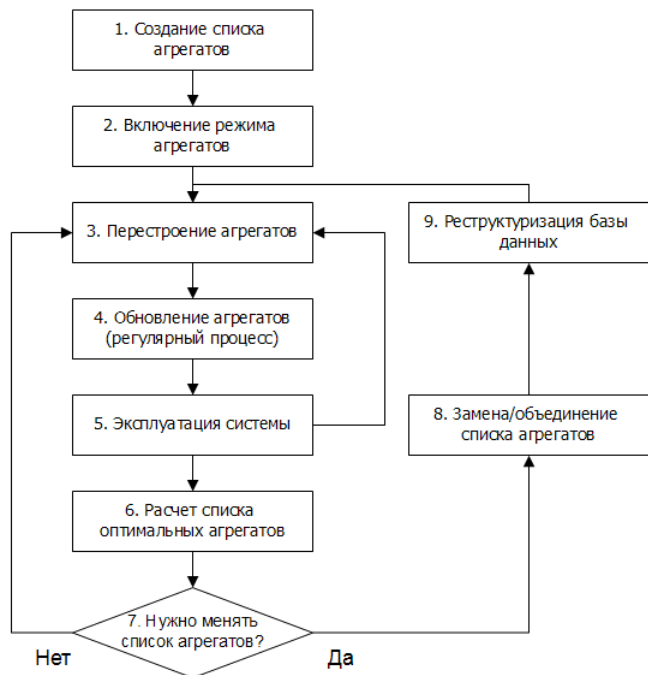 1. Создание списка
агрегатов
2. Включение режима
агрегатов
3. Перестроение агрегатов
9. Реструктуризация базы
данных
4. Обновление агрегатов
(регулярный процесс)
5. Эксплуатация системы
8. Замена/объединение
списка агрегатов
6. Расчет списка
оптимальных агрегатов
7. Нужно менять
список агрегатов?
Нет
Да